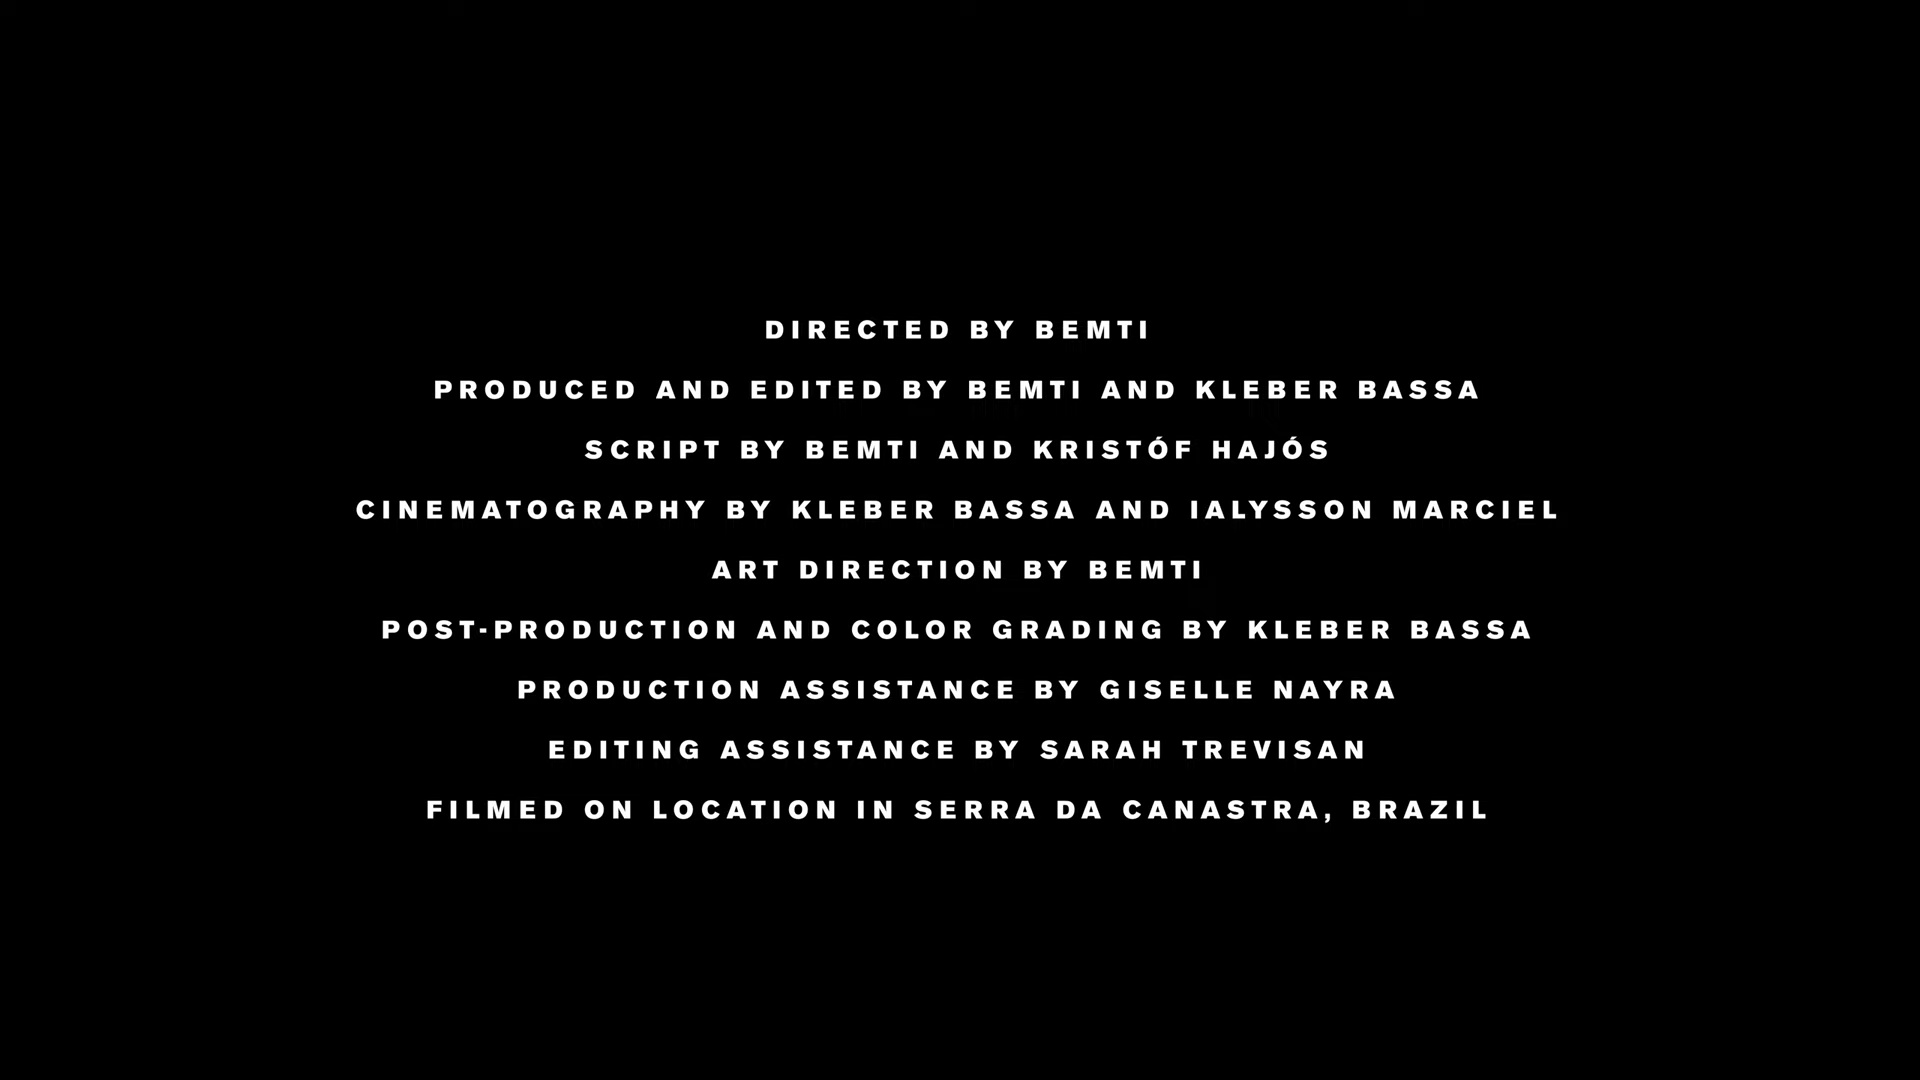 DIRECTED BY BEMTI
PRODUCED AND EDITED BY BEMTI AND KLEBER BASSA
SCRIPT BY BEMTI AND KRISTÓF HAJÓS
CINEMATOGRAPHY BY KLEBER BASSA AND IALYSSON MARCIEL
ART DIRECTION BY BEMTI
POST-PRODUCTION AND COLOR GRADING BY KLEBER BASSA
PRODUCTION ASSISTANCE BY GISELLE NAYRA
EDITING ASSISTANCE BY SARAH TREVISAN
FILMED ON LOCATION IN SERRA DA CANASTRA, BRAZIL